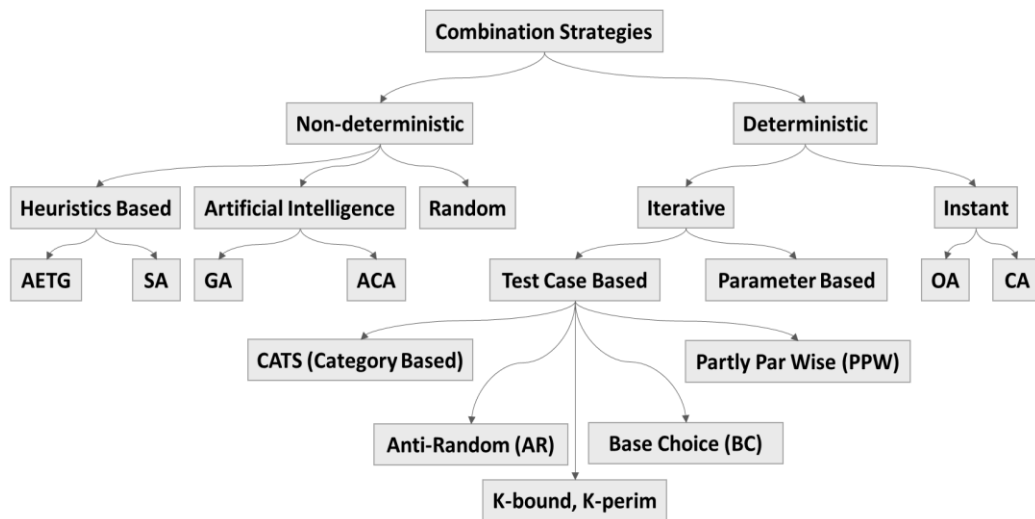 Combination Strategies
Non-deterministic
Deterministic
Heuristics Based
Artificial Intelligence
Random
Iterative
Instant
AETG
SA
GA
ACA
Test Case Based
Parameter Based
OA
CA
CATS (Category Based)
Partly Par Wise (PPW)
Anti-Random (AR)
Base Choice (BC)
K-bound, K-perim